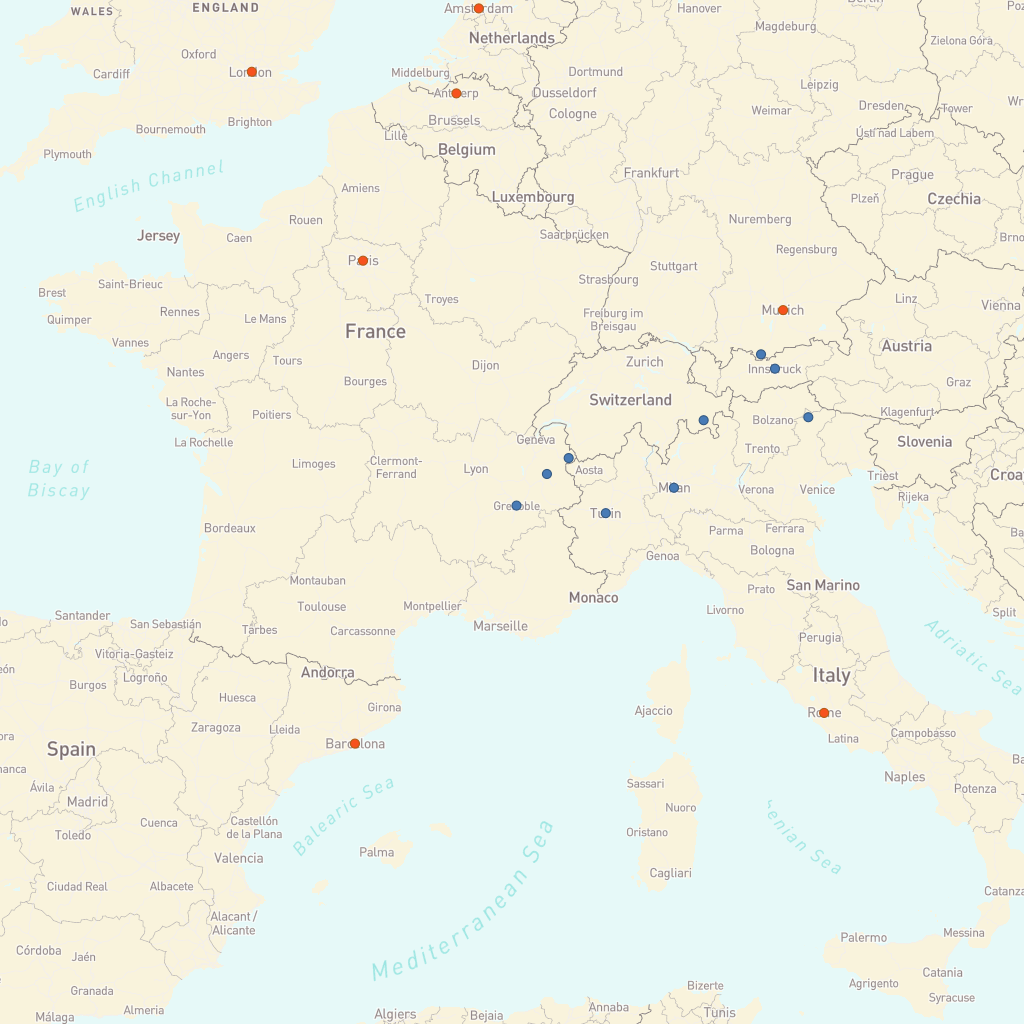 WALES
ENGLAND
Amsterdam
Hanover
Netherlands
Magdeburg
Zielona Góra
Oxford
Cardiff
London
Middelburg
Dortmund
Dusseldorf
Leipzig
Antwerp
Cologne
Weimar
Dresden
Tower
Bournemouth
Brighton
Brussels
Lille
Ústí nad Labem
Plymouth
Belgium
English Channel
Frankfurt
Prague
Amiens
Luxembourg
Plzeň
Czechia
Rouen
Nuremberg
Jersey
Caen
Saarbrücken
Regensburg
Brno
Paris
Stuttgart
Saint-Brieuc
Strasbourg
Brest
Troyes
Linz
Vienna
Quimper
Rennes
Le Mans
Freiburg im
Breisgau
Munich
France
Vannes
Angers
Tours
Dijon
Zurich
Austria
Nantes
Bourges
Innsbruck
Graz
La Roche-
sur-Yon
Poitiers
Switzerland
Klagenfurt
Bolzano
La Rochelle
Geneva
Slovenia
Trento
Bay of
Biscay
Limoges
Clermont-
Ferrand
Lyon
Aosta
Triest
Croa
Milan
Verona
Venice
Rijeka
Grenoble
Turin
Bordeaux
Parma
Ferrara
Genoa
Bologna
Montauban
San Marino
Prato
Monaco
Toulouse
Montpellier
Livorno
Split
Santander
San Sebastián
Tarbes
Carcassonne
Marseille
Perugia
Adriatic Sea
Vitoria-Gasteiz
Logroño
Burgos
Andorra
Italy
Huesca
Girona
Ajaccio
Rome
Zaragoza
Lleida
Latina
Campobasso
Spain
Barcelona
Naples
Ávila
Madrid
Sassari
Potenza
Balearic Sea
Nuoro
Toledo
Cuenca
Castellón
de la Plana
Oristano
enian Sea
Valencia
Palma
Cagliari
Ciudad Real
Albacete
Mediterranean Sea
Alacant /
Alicante
Messina
Palermo
Córdoba
Jaén
Catania
Agrigento
Granada
Bizerte
Syracuse
Málaga
Almeria
Algiers
Bejaia
Annaba
Tunis